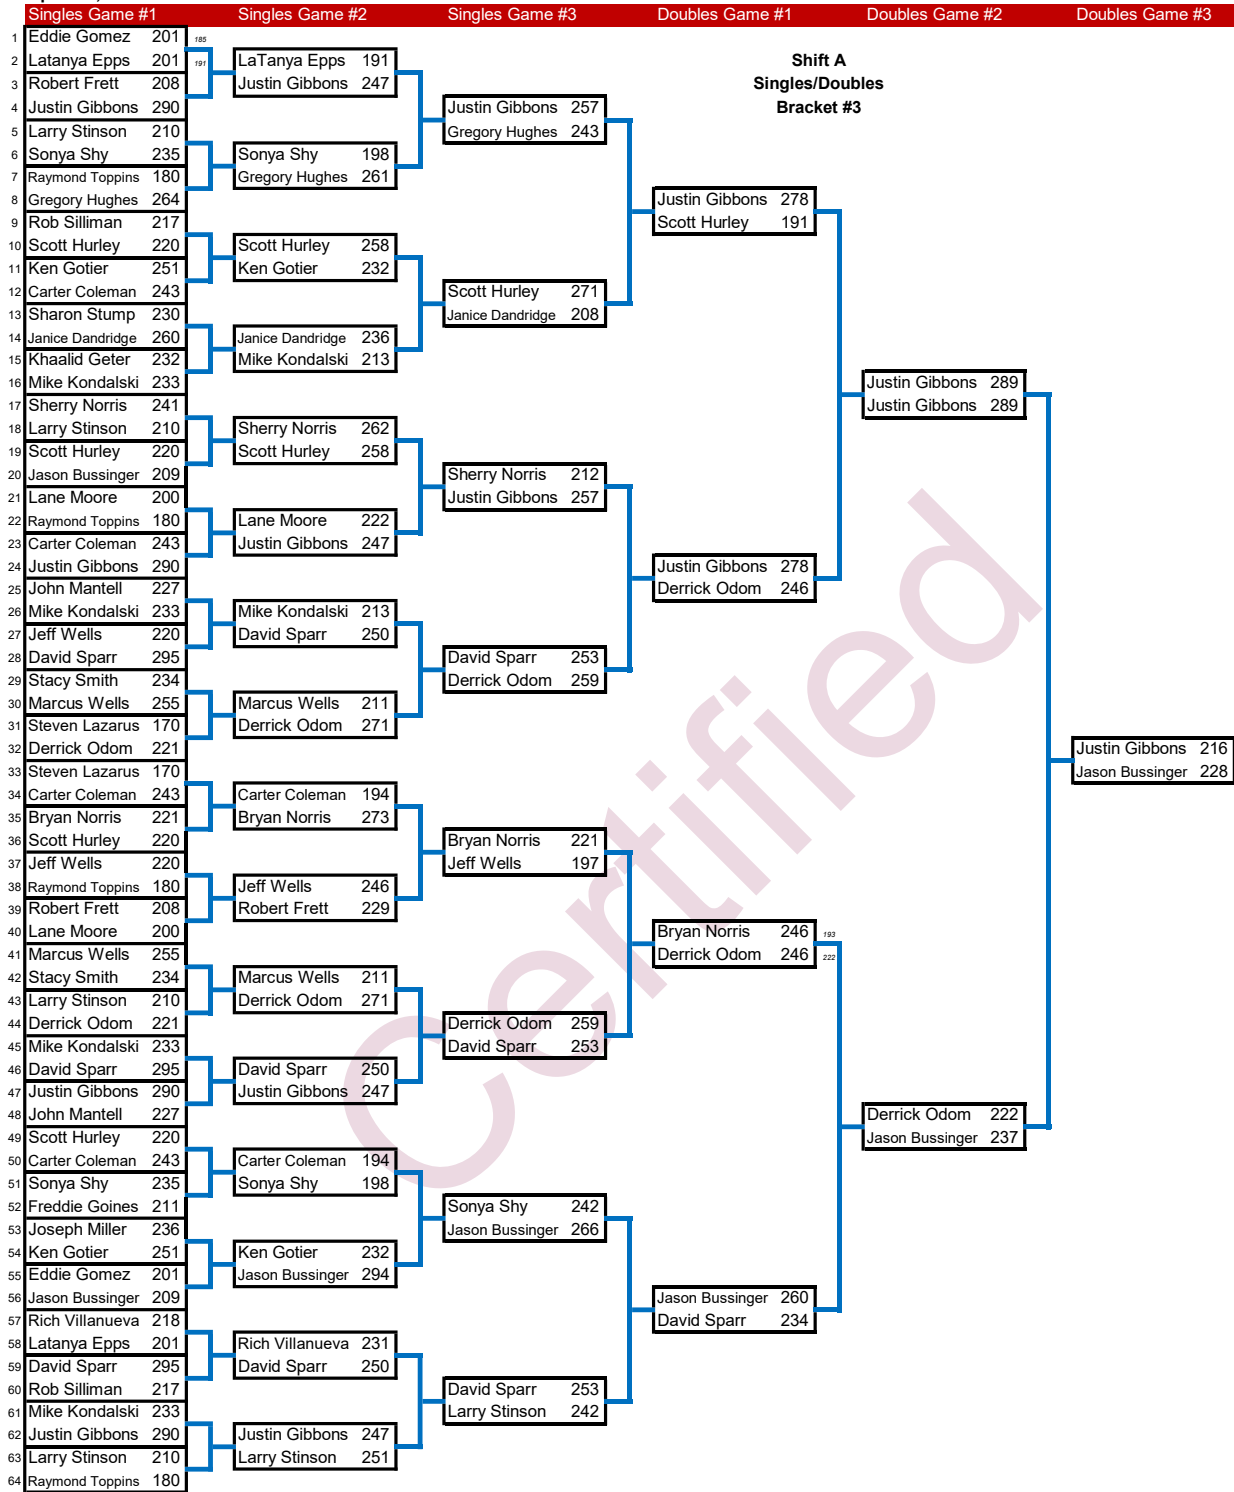 Singles Game #1 Singles Game #2 Singles Game #3 Doubles Game #1 Doubles Game #2 Doubles Game #3
Shift A
Singles/Doubles
Bracket #3
1 Eddie Gomez 201 185
2 Latanya Epps 201 191
3 Robert Frett 208
4 Justin Gibbons 290
5 Larry Stinson 210
6 Sonya Shy 235
7 Raymond Toppins 180
8 Gregory Hughes 264
9 Rob Silliman 217
10 Scott Hurley 220
11 Ken Gotier 251
12 Carter Coleman 243
13 Sharon Stump 230
14 Janice Dandridge 260
15 Khaalid Geter 232
16 Mike Kondalski 233
17 Sherry Norris 241
18 Larry Stinson 210
19 Scott Hurley 220
20 Jason Bussinger 209
21 Lane Moore 200
22 Raymond Toppins 180
23 Carter Coleman 243
24 Justin Gibbons 290
25 John Mantell 227
26 Mike Kondalski 233
27 Jeff Wells 220
28 David Sparr 295
29 Stacy Smith 234
30 Marcus Wells 255
31 Steven Lazarus 170
32 Derrick Odom 221
33 Steven Lazarus 170
34 Carter Coleman 243
35 Bryan Norris 221
36 Scott Hurley 220
37 Jeff Wells 220
38 Raymond Toppins 180
39 Robert Frett 208
40 Lane Moore 200
41 Marcus Wells 255
42 Stacy Smith 234
43 Larry Stinson 210
44 Derrick Odom 221
45 Mike Kondalski 233
46 David Sparr 295
47 Justin Gibbons 290
48 John Mantell 227
49 Scott Hurley 220
50 Carter Coleman 243
51 Sonya Shy 235
52 Freddie Goines 211
53 Joseph Miller 236
54 Ken Gotier 251
55 Eddie Gomez 201
56 Jason Bussinger 209
57 Rich Villanueva 218
58 Latanya Epps 201
59 David Sparr 295
60 Rob Silliman 217
61 Mike Kondalski 233
62 Justin Gibbons 290
63 Larry Stinson 210
64 Raymond Toppins 180
LaTanya Epps 191
Justin Gibbons 247
Sonya Shy 198
Gregory Hughes 261
Scott Hurley 258
Ken Gotier 232
Janice Dandridge 236
Mike Kondalski 213
Sherry Norris 262
Scott Hurley 258
Lane Moore 222
Justin Gibbons 247
Mike Kondalski 213
David Sparr 250
Marcus Wells 211
Derrick Odom 271
Carter Coleman 194
Bryan Norris 273
Jeff Wells 246
Robert Frett 229
Marcus Wells 211
Derrick Odom 271
David Sparr 250
Justin Gibbons 247
Carter Coleman 194
Sonya Shy 198
Ken Gotier 232
Jason Bussinger 294
Rich Villanueva 231
David Sparr 250
Justin Gibbons 247
Larry Stinson 251
Justin Gibbons 257
Gregory Hughes 243
Scott Hurley 271
Janice Dandridge 208
Sherry Norris 212
Justin Gibbons 257
David Sparr 253
Derrick Odom 259
Bryan Norris 221
Jeff Wells 197
Derrick Odom 259
David Sparr 253
Sonya Shy 242
Jason Bussinger 266
David Sparr 253
Larry Stinson 242
Justin Gibbons 278
Scott Hurley 191
Justin Gibbons 278
Derrick Odom 246
Bryan Norris 246 193
Derrick Odom 246 222
Jason Bussinger 260
David Sparr 234
Justin Gibbons 289
Justin Gibbons 289
Derrick Odom 222
Jason Bussinger 237
Justin Gibbons 216
Jason Bussinger 228
Certified